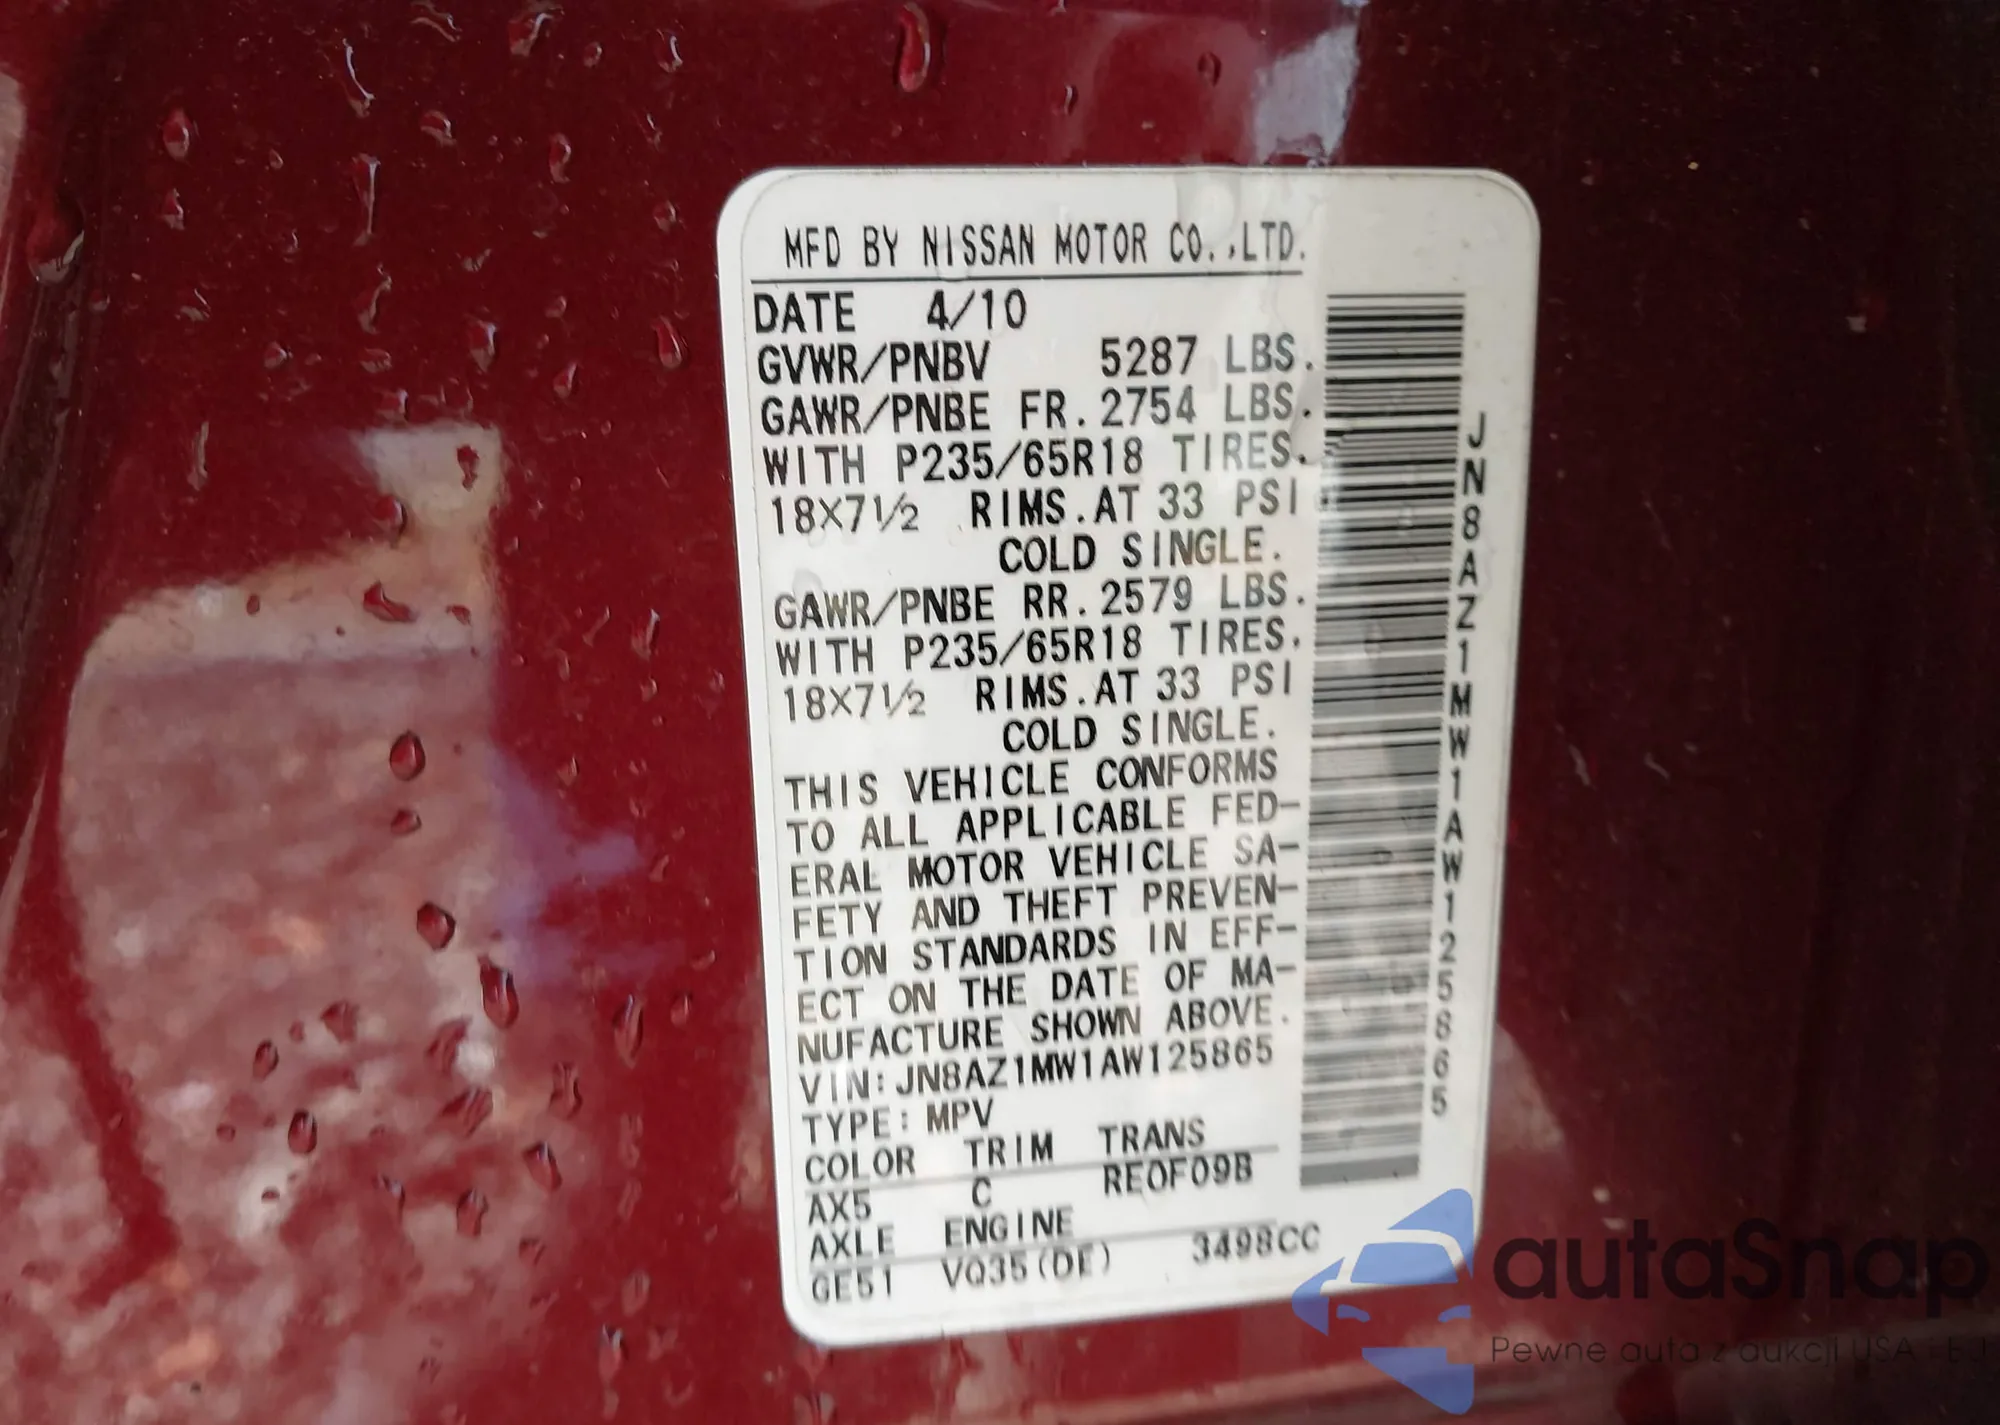 MFD BY NISSAN MOTOR CO.,LTD.
DATE 4/10
GVWR/PNBV 5287 LBS.
GAWR/PNBE FR.2754 LBS.
WITH P235/65R18 TIRES.
18X7½ RIMS.AT 33 PSI
COLD SINGLE.
GAWR/PNBE RR.2579 LBS.
WITH P235/65R18 TIRES.
18X7½ RIMS.AT 33 PSI
COLD SINGLE.
THIS VEHICLE CONFORMS
TO ALL APPLICABLE FED-
ERAL MOTOR VEHICLE SA-
FETY AND THEFT PREVEN-
TION STANDARDS IN EFF-
ECT ON THE DATE OF MA-
NUFACTURE SHOWN ABOVE.
VIN:JN8AZ1MW1AW125865
TYPE:MPV
COLOR TRIM TRANS
AX5 C RE0F09B
AXLE ENGINE
GE51 VQ35(DE) 3498CC
JN8AZ1MW1AW125865
autaSnap
Pewne auta z aukcji USA i EU